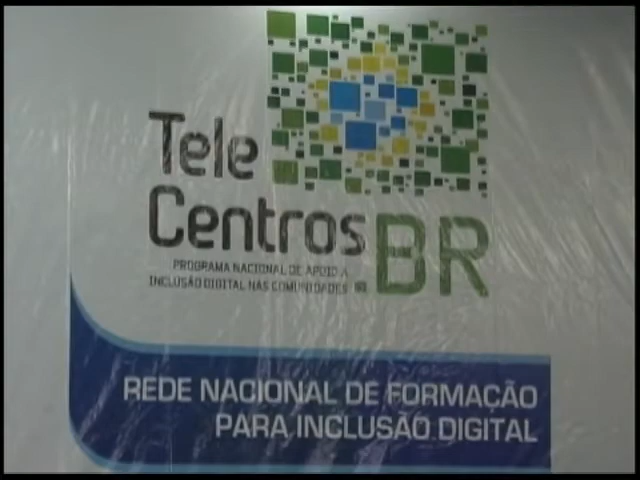 Tele
Centros BR
PROGRAMA NACIONAL DE APOIO A
INCLUSÃO DIGITAL NAS COMUNIDADES
REDE NACIONAL DE FORMAÇÃO
PARA INCLUSÃO DIGITAL